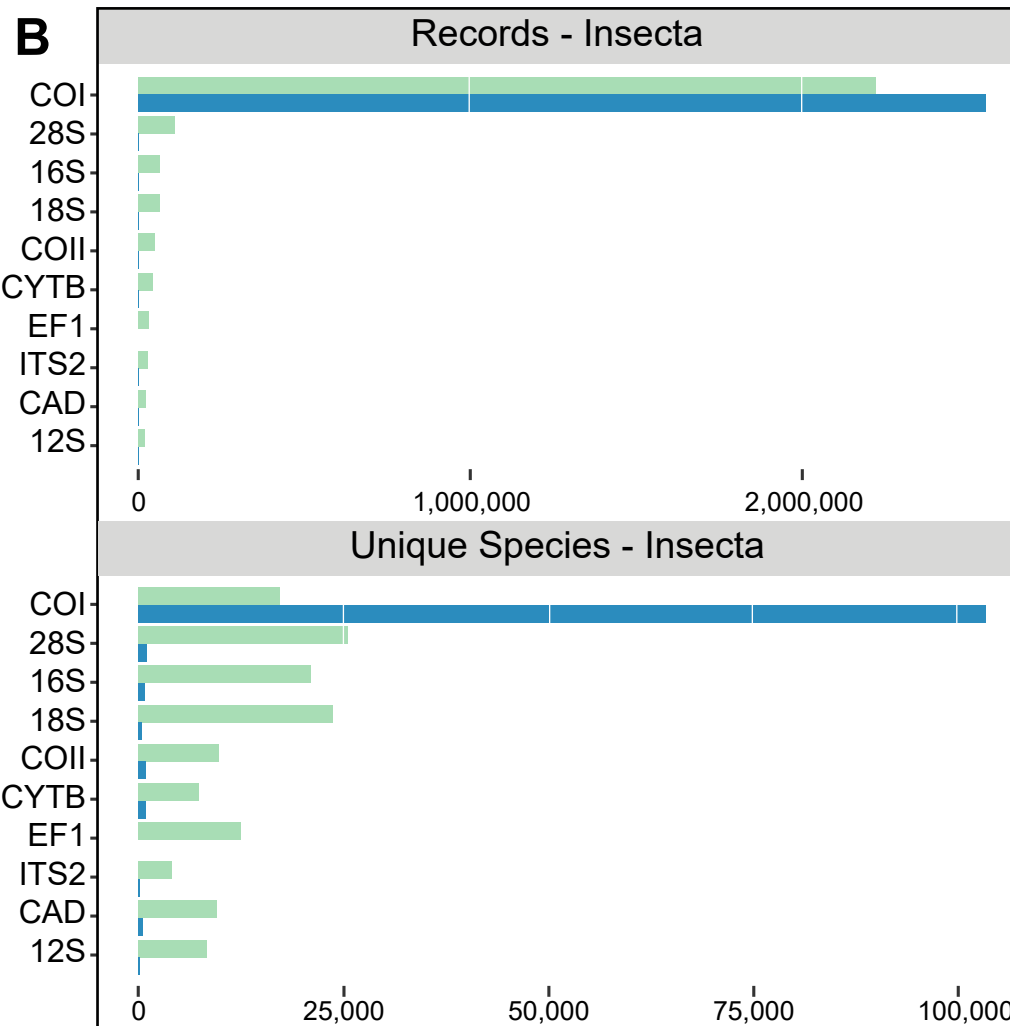 B
Records - Insecta
COI
28S
16S
18S
COII
CYTB
EF1
ITS2
CAD
12S
0 1,000,000 2,000,000
Unique Species - Insecta
COI
28S
16S
18S
COII
CYTB
EF1
ITS2
CAD
12S
0 25,000 50,000 75,000 100,000